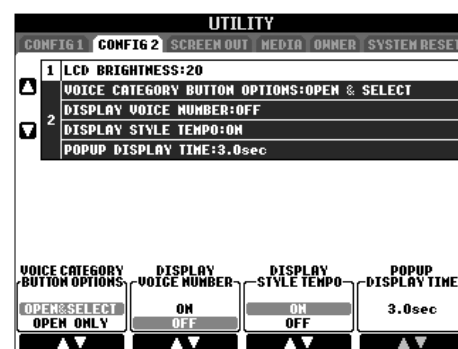 UTILITY
CONFIG 1 CONFIG 2 SCREEN OUT MEDIA OWNER SYSTEM RESET
1 LCD BRIGHTNESS:20
2
VOICE CATEGORY BUTTON OPTIONS:OPEN & SELECT
DISPLAY VOICE NUMBER:OFF
DISPLAY STYLE TEMPO:ON
POPUP DISPLAY TIME:3.0sec
VOICE CATEGORY BUTTON OPTIONS
OPEN&SELECT
OPEN ONLY
DISPLAY VOICE NUMBER
ON
OFF
DISPLAY STYLE TEMPO
ON
OFF
POPUP DISPLAY TIME
3.0sec